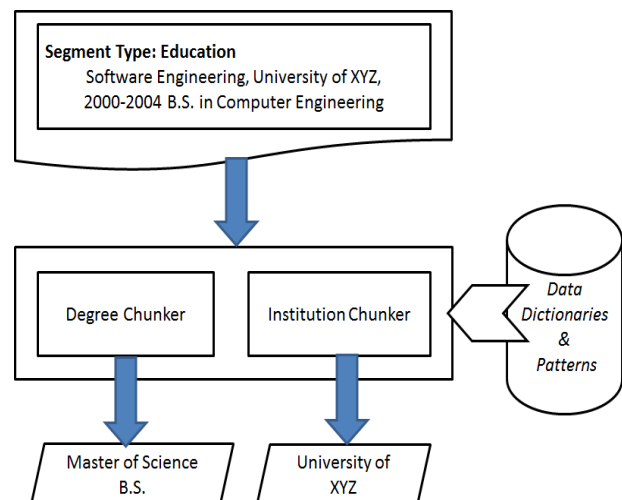 Segment Type: Education
Software Engineering, University of XYZ,
2000-2004 B.S. in Computer Engineering
Degree Chunker
Institution Chunker
Data
Dictionaries
&
Patterns
Master of Science
B.S.
University of
XYZ